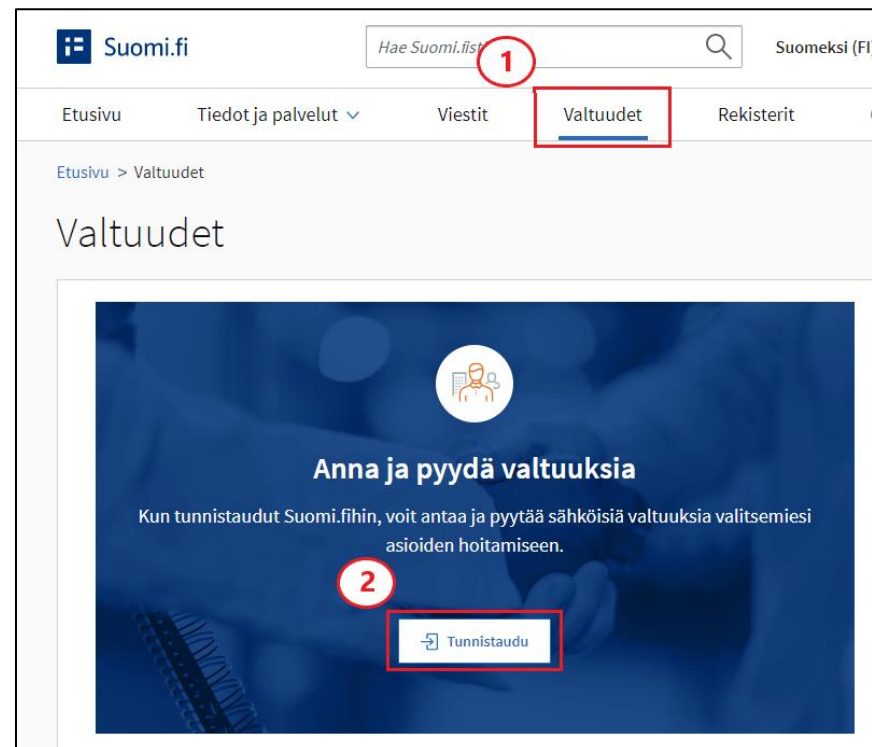 Suomi.fi
Hae Suomi.fist
Suomeksi (FI)
1
Etusivu
Tiedot ja palvelut
Viestit
Valtuudet
Rekisterit
Etusivu > Valtuudet
Valtuudet
Anna ja pyydä valtuuksia
Kun tunnistaudut Suomi.fihin, voit antaa ja pyytää sähköisiä valtuuksia valitsemiesi
asioiden hoitamiseen.
2
Tunnistaudu